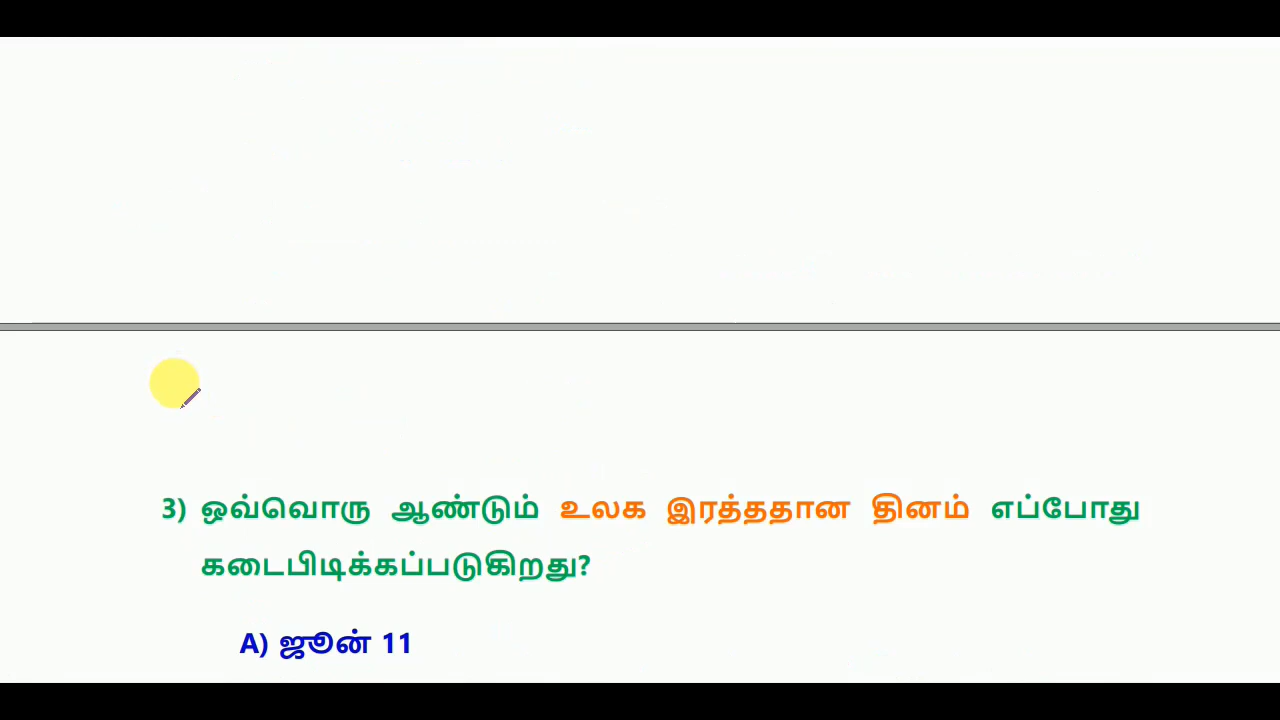 3) ஒவ்வொரு ஆண்டும் உலக இரத்ததான தினம் எப்போது
கடைபிடிக்கப்படுகிறது?
A) ஜூன் 11